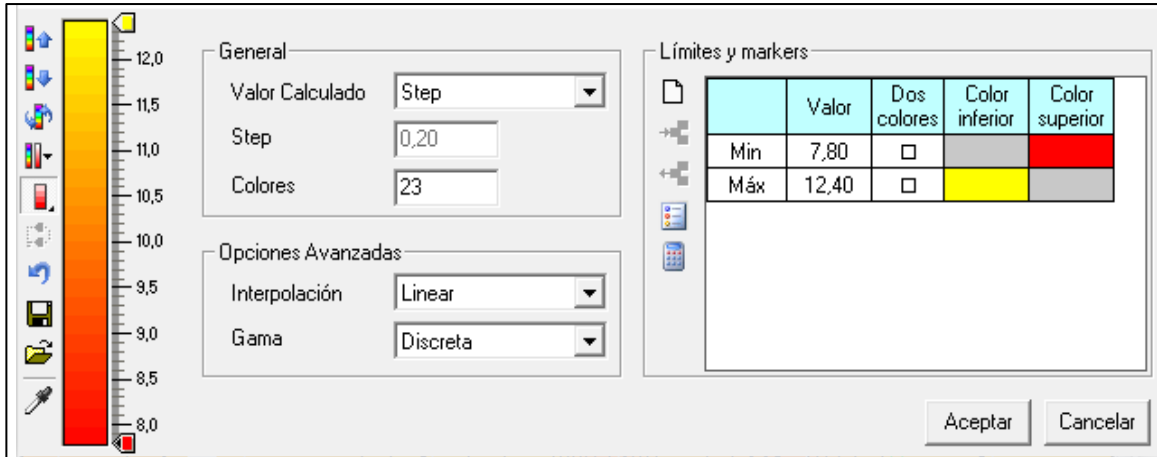 12,0
11,5
11,0
10,5
10,0
9,5
9,0
8,5
8,0
General
Valor Calculado Step
Step 0,20
Colores 23
Opciones Avanzadas
Interpolación Linear
Gama Discreta
Límites y markers
Valor Dos colores Color inferior Color superior
Min 7,80
Máx 12,40
Aceptar Cancelar